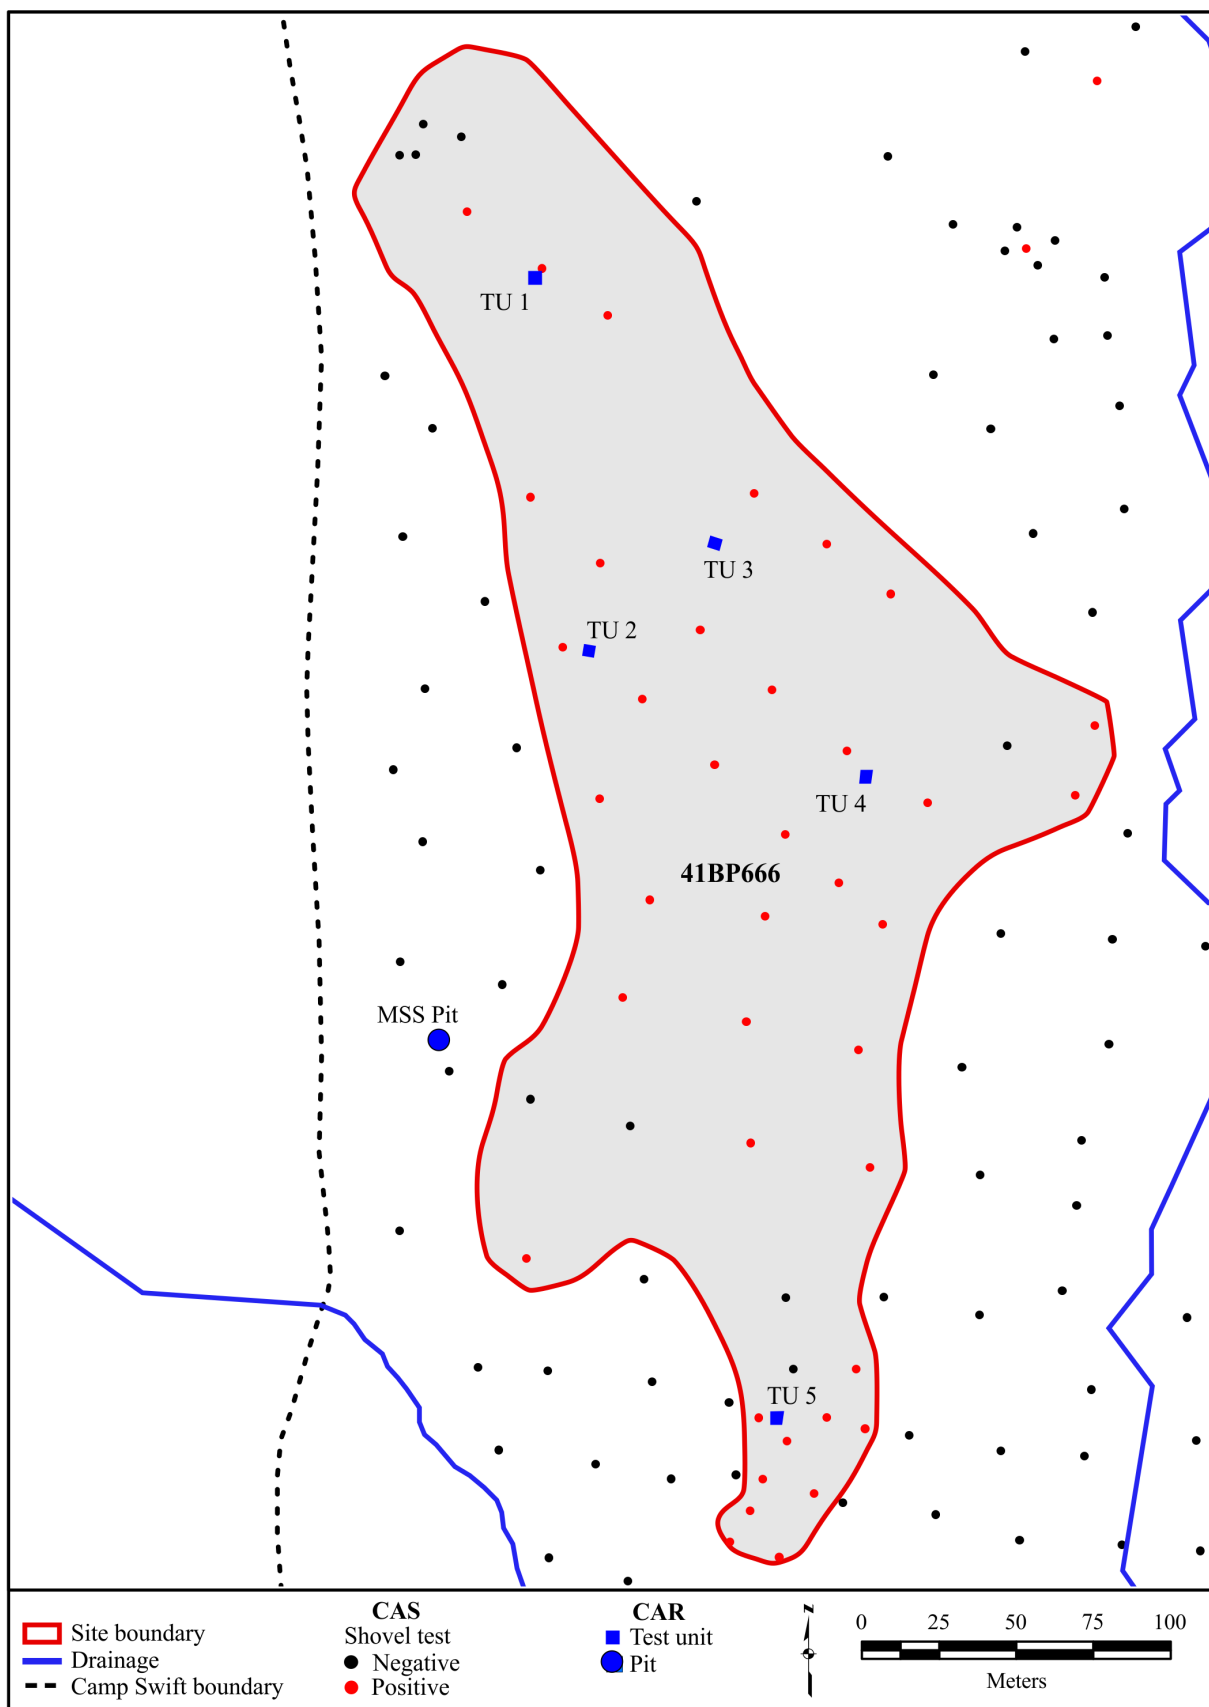 TU 1
TU 3
TU 2
TU 4
41BP666
MSS Pit
TU 5
CAS
Shovel test
Negative
Positive
CAR
Test unit
Pit
Site boundary
Drainage
Camp Swift boundary
N
0 25 50 75 100
Meters